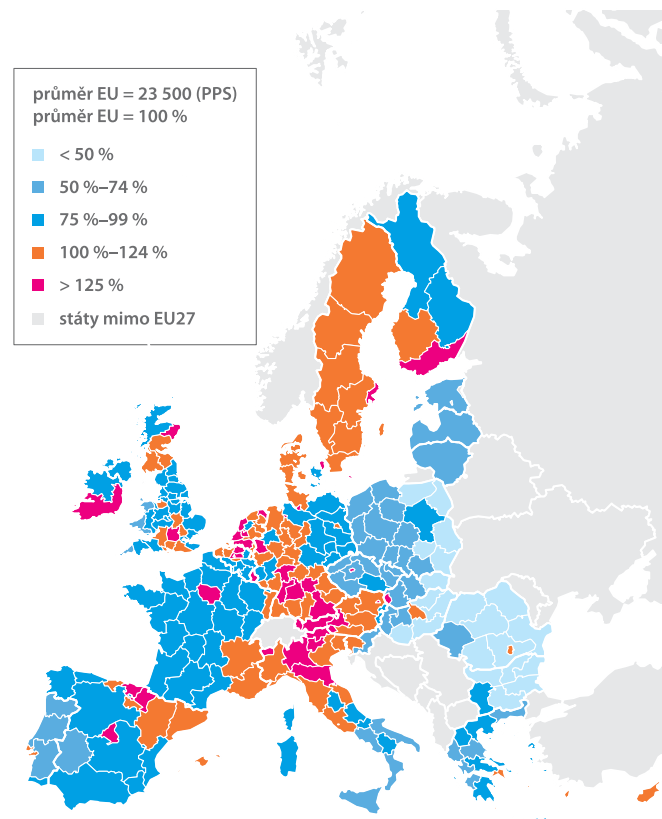 průměr EU = 23 500 (PPS)
průměr EU = 100 %
< 50 %
50 %–74 %
75 %–99 %
100 %–124 %
> 125 %
státy mimo EU27